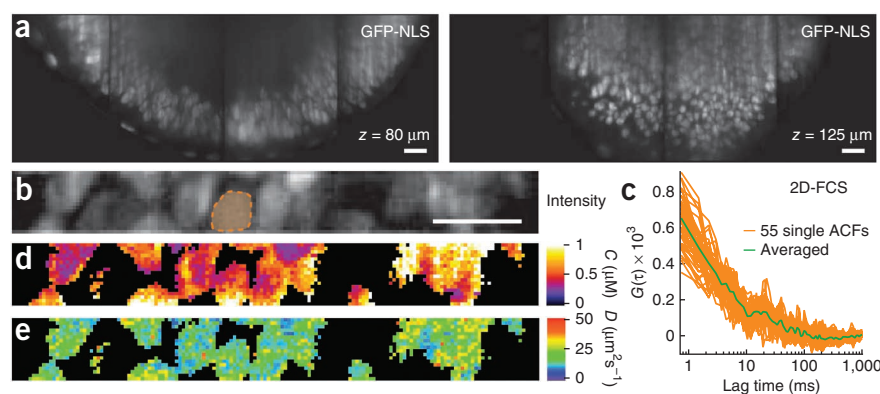 a
GFP-NLS
z = 80 μm
GFP-NLS
z = 125 μm
b
Intensity
c
2D-FCS
55 single ACFs
Averaged
G(τ) × 10³
0.8
0.6
0.4
0.2
0
1
10
100
1,000
Lag time (ms)
d
1
0.5
0
C (μM)
e
50
25
0
D (μm² s⁻¹)